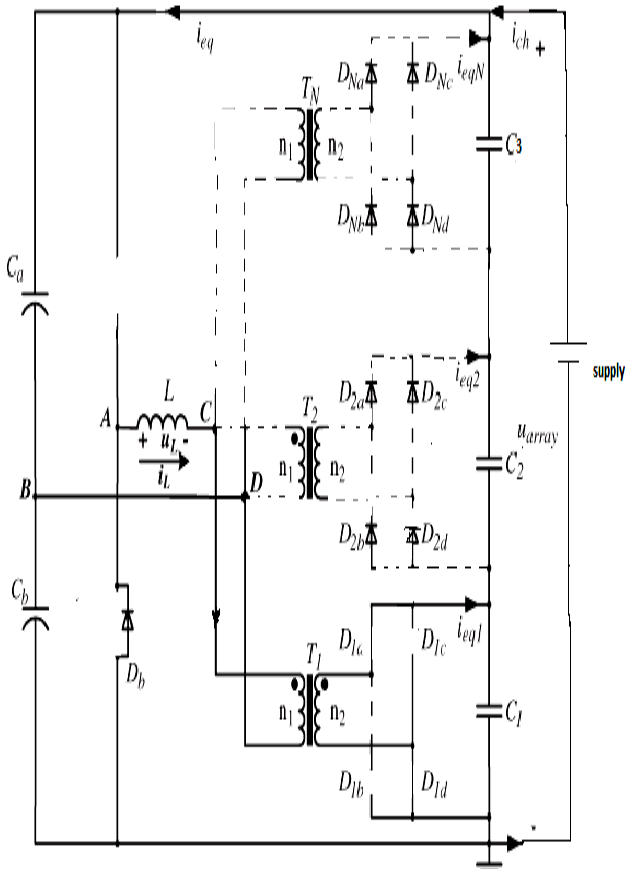 i_eq
i_ch +
D_Na
D_Nc
i_eqN
T_N
n_1
n_2
C_3
D_Nb
D_Nd
C_a
supply
L
A
C
+ u_L -
i_L
T_2
n_1
n_2
D_2a
D_2c
i_eq2
u_array
C_2
B
D
D_2b
D_2d
C_b
D_b
T_1
n_1
n_2
D_1a
D_1c
i_eq1
C_1
D_1b
D_1d
-